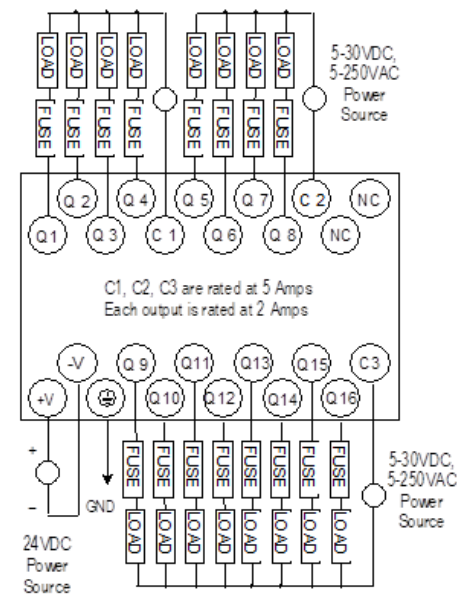 LOAD LOAD LOAD LOAD LOAD LOAD LOAD LOAD
5-30VDC,
5-250VAC
Power
Source
FUSE FUSE FUSE FUSE FUSE FUSE FUSE FUSE
Q 2 Q 4 Q 5 Q 7 C 2 NC
Q1 Q 3 C 1 Q 6 Q 8 NC
C1, C2, C3 are rated at 5 Amps
Each output is rated at 2 Amps
-V Q 9 Q11 Q13 Q15 C3
+V Q10 Q12 Q14 Q16
FUSE FUSE FUSE FUSE FUSE FUSE FUSE FUSE
+
5-30VDC,
5-250VAC
Power
Source
–
GND
LOAD LOAD LOAD LOAD LOAD LOAD LOAD LOAD
24VDC
Power
Source